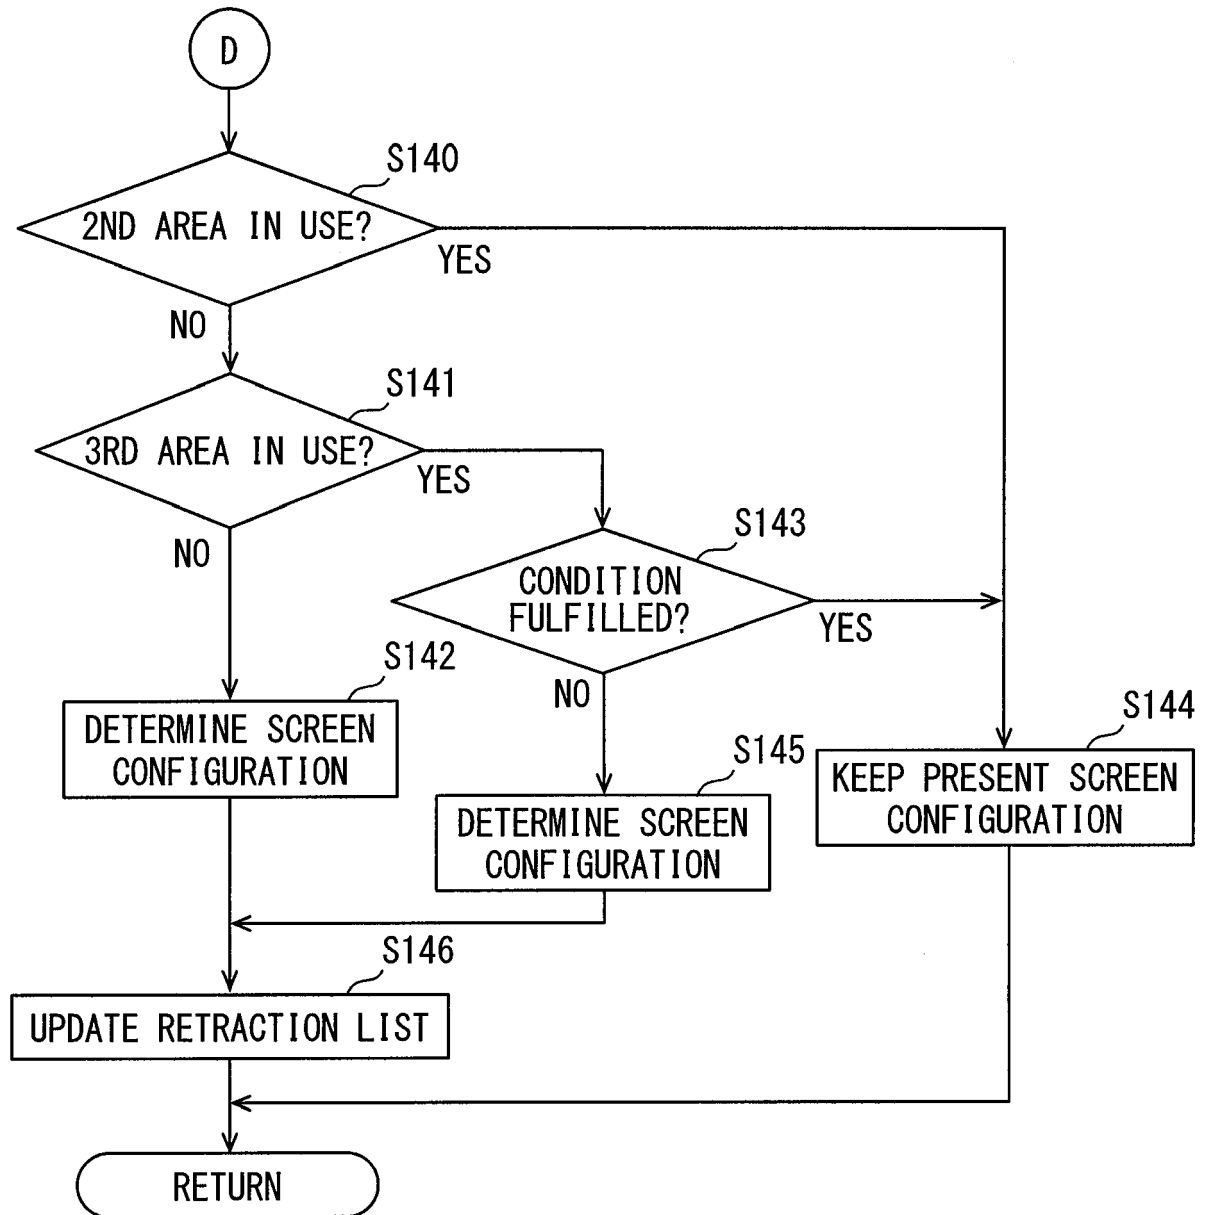 D
S140
2ND AREA IN USE?
YES
NO
S141
3RD AREA IN USE?
YES
NO
S143
CONDITION
FULFILLED?
YES
NO
S142
DETERMINE SCREEN
CONFIGURATION
S145
DETERMINE SCREEN
CONFIGURATION
S144
KEEP PRESENT SCREEN
CONFIGURATION
S146
UPDATE RETRACTION LIST
RETURN